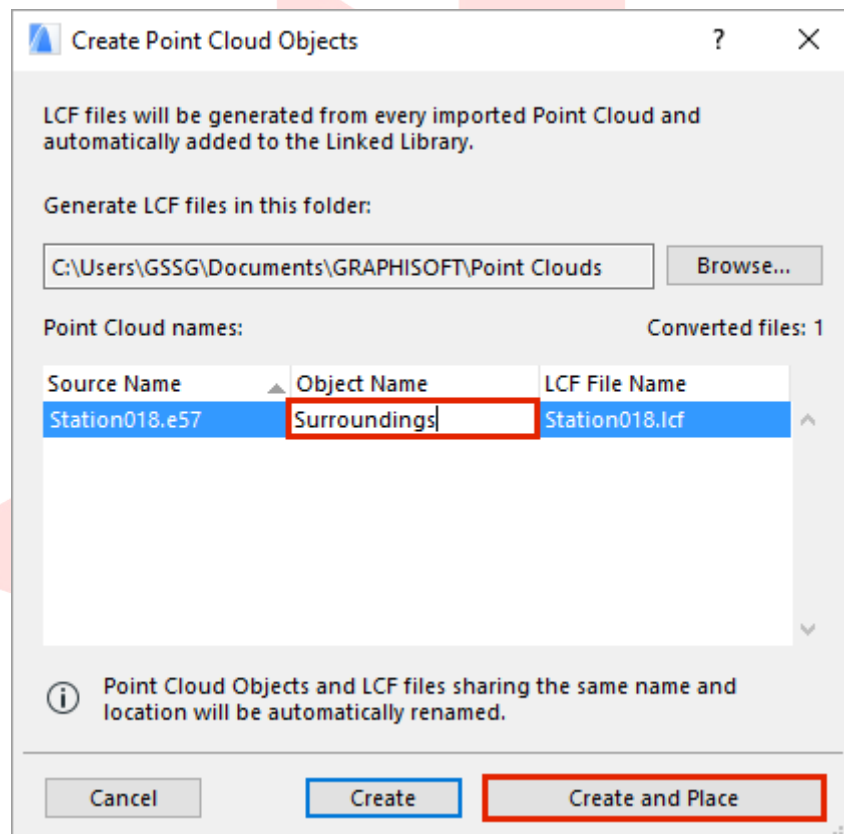 Create Point Cloud Objects ?
LCF files will be generated from every imported Point Cloud and
automatically added to the Linked Library.
Generate LCF files in this folder:
C:\Users\GSSG\Documents\GRAPHISOFT\Point Clouds Browse...
Point Cloud names: Converted files: 1
Source Name Object Name LCF File Name
Station018.e57 Surroundings Station018.lcf
Point Cloud Objects and LCF files sharing the same name and
location will be automatically renamed.
Cancel Create Create and Place